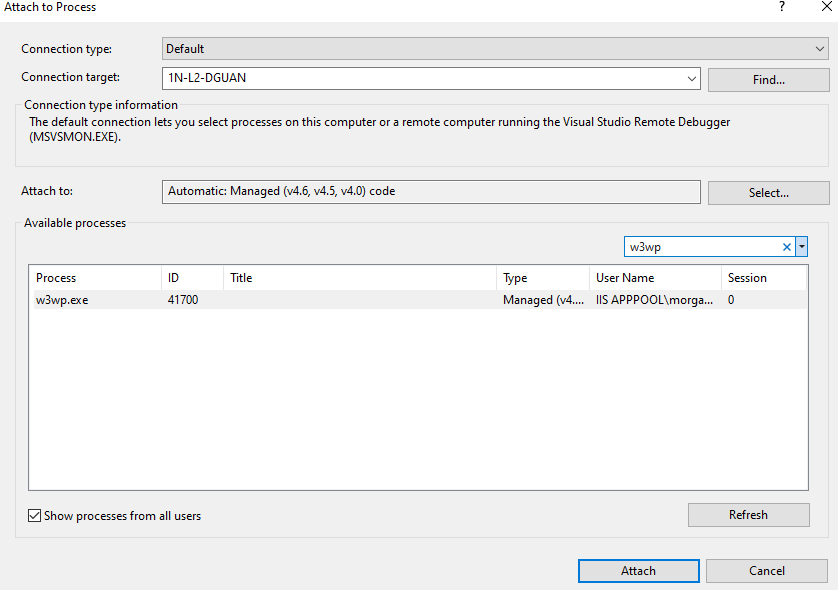 Attach to Process ?
Connection type: Default
Connection target: 1N-L2-DGUAN Find...
Connection type information
The default connection lets you select processes on this computer or a remote computer running the Visual Studio Remote Debugger
(MSVSMON.EXE).
Attach to: Automatic: Managed (v4.6, v4.5, v4.0) code Select...
Available processes
w3wp
Process ID Title Type User Name Session
w3wp.exe 41700 Managed (v4.... IIS APPPOOL\morga... 0
Show processes from all users Refresh
Attach Cancel